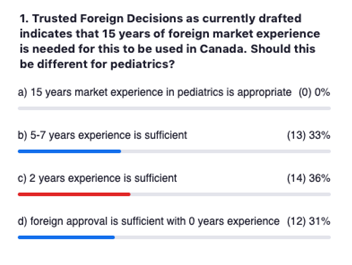 1. Trusted Foreign Decisions as currently drafted
indicates that 15 years of foreign market experience
is needed for this to be used in Canada. Should this
be different for pediatrics?
a) 15 years market experience in pediatrics is appropriate (0) 0%
b) 5-7 years experience is sufficient (13) 33%
c) 2 years experience is sufficient (14) 36%
d) foreign approval is sufficient with 0 years experience (12) 31%